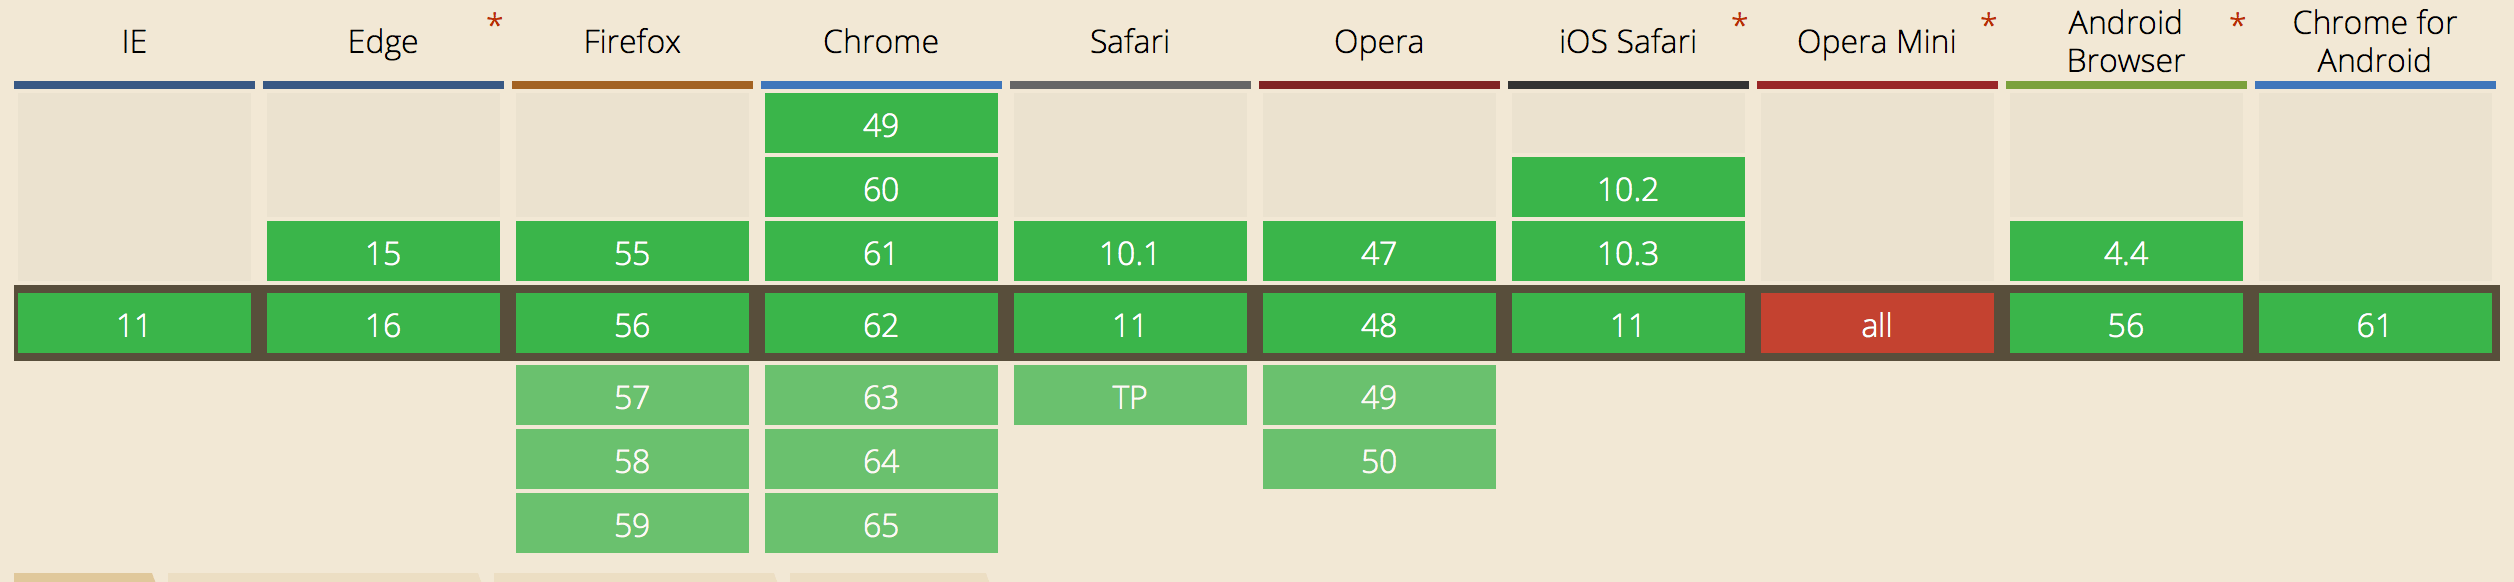 IE Edge * Firefox Chrome Safari Opera iOS Safari * Opera Mini * Android Browser * Chrome for Android
49
60 10.2
15 55 61 10.1 47 10.3 4.4
11 16 56 62 11 48 11 all 56 61
57 63 TP 49
58 64 50
59 65